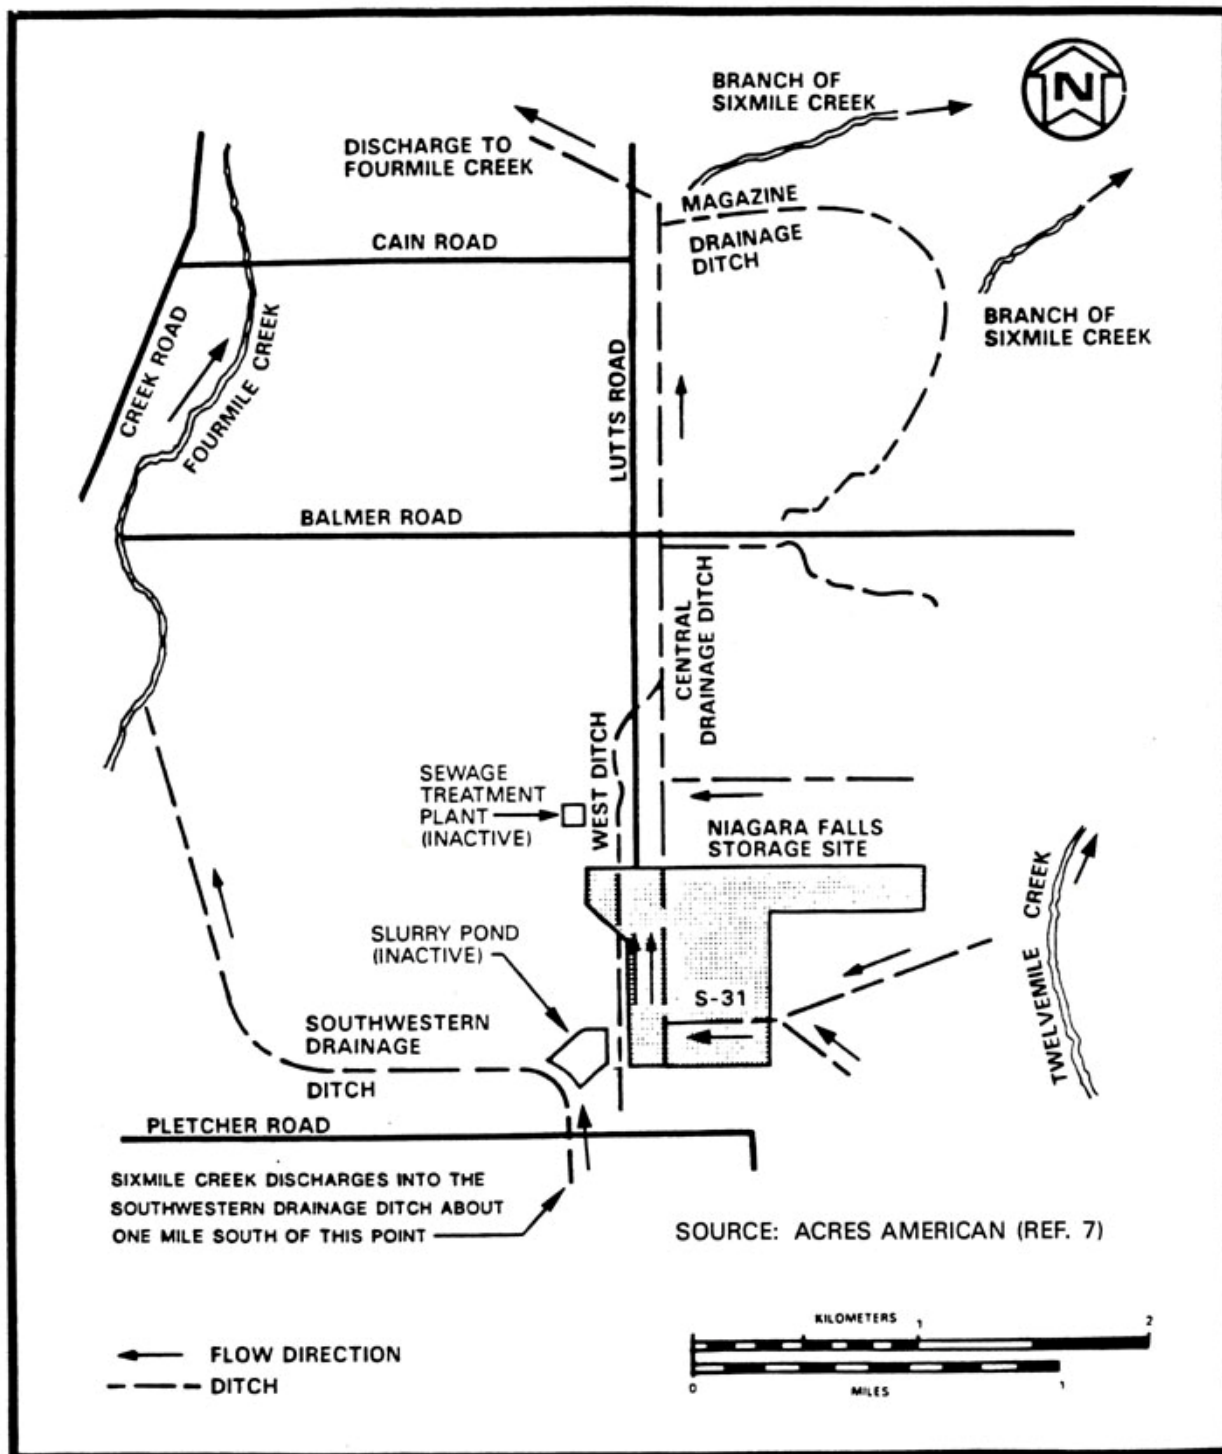 BRANCH OF
SIXMILE CREEK
N
DISCHARGE TO
FOURMILE CREEK
MAGAZINE
DRAINAGE
DITCH
CAIN ROAD
BRANCH OF
SIXMILE CREEK
CREEK ROAD
FOURMILE CREEK
LUTTS ROAD
BALMER ROAD
CENTRAL
DRAINAGE DITCH
WEST DITCH
SEWAGE
TREATMENT
PLANT
(INACTIVE)
NIAGARA FALLS
STORAGE SITE
TWELVEMILE CREEK
SLURRY POND
(INACTIVE)
S-31
SOUTHWESTERN
DRAINAGE
DITCH
PLETCHER ROAD
SIXMILE CREEK DISCHARGES INTO THE
SOUTHWESTERN DRAINAGE DITCH ABOUT
ONE MILE SOUTH OF THIS POINT
SOURCE: ACRES AMERICAN (REF. 7)
KILOMETERS
1
2
0
MILES
1
FLOW DIRECTION
DITCH